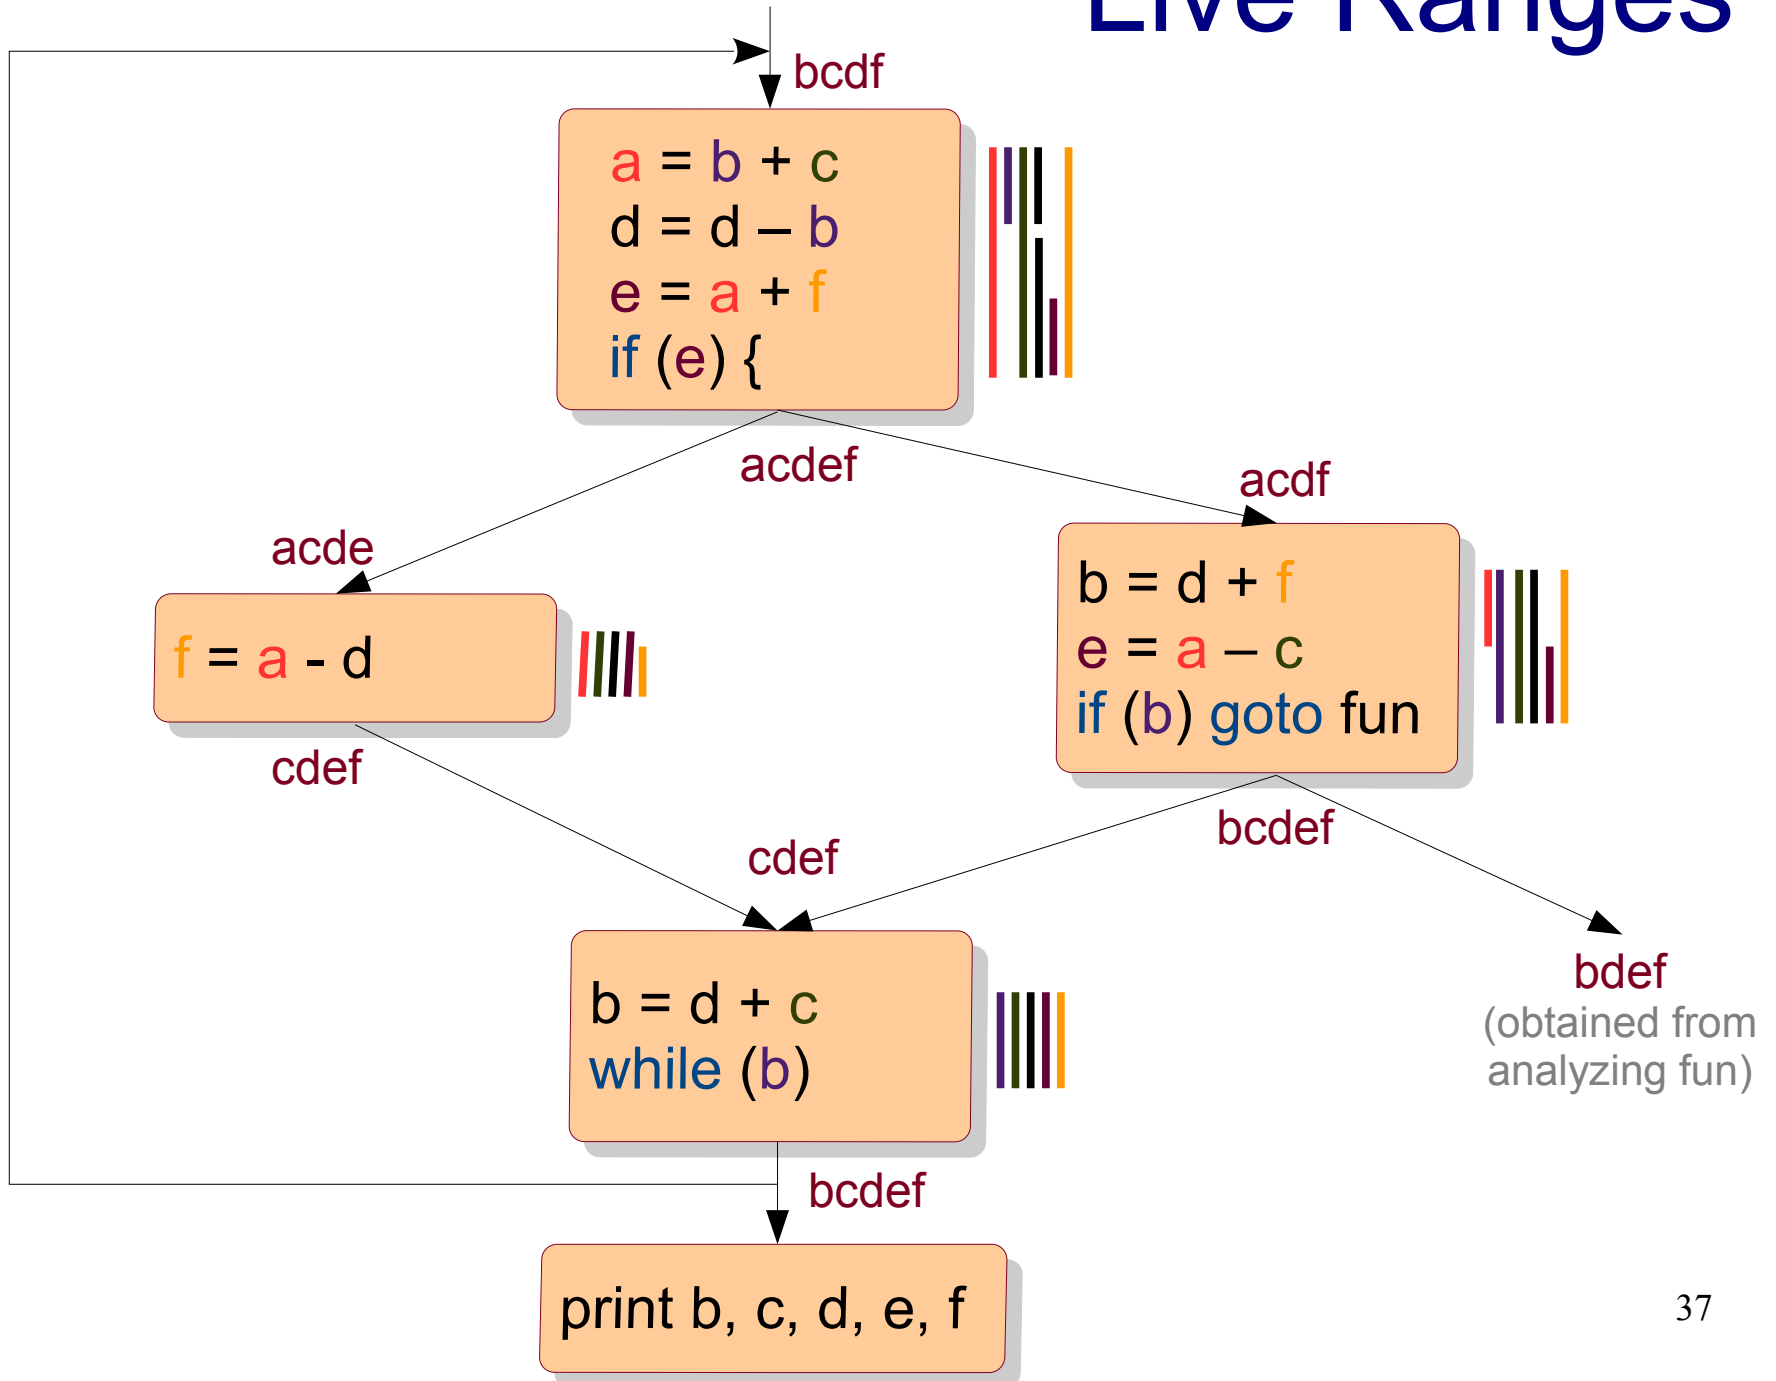 Live Ranges
bcdf
a = b + c
d = d – b
e = a + f
if (e) {
acdef
acdf
acde
b = d + f
e = a – c
if (b) goto fun
f = a - d
cdef
bcdef
cdef
bdef
(obtained from
analyzing fun)
b = d + c
while (b)
bcdef
print b, c, d, e, f
37